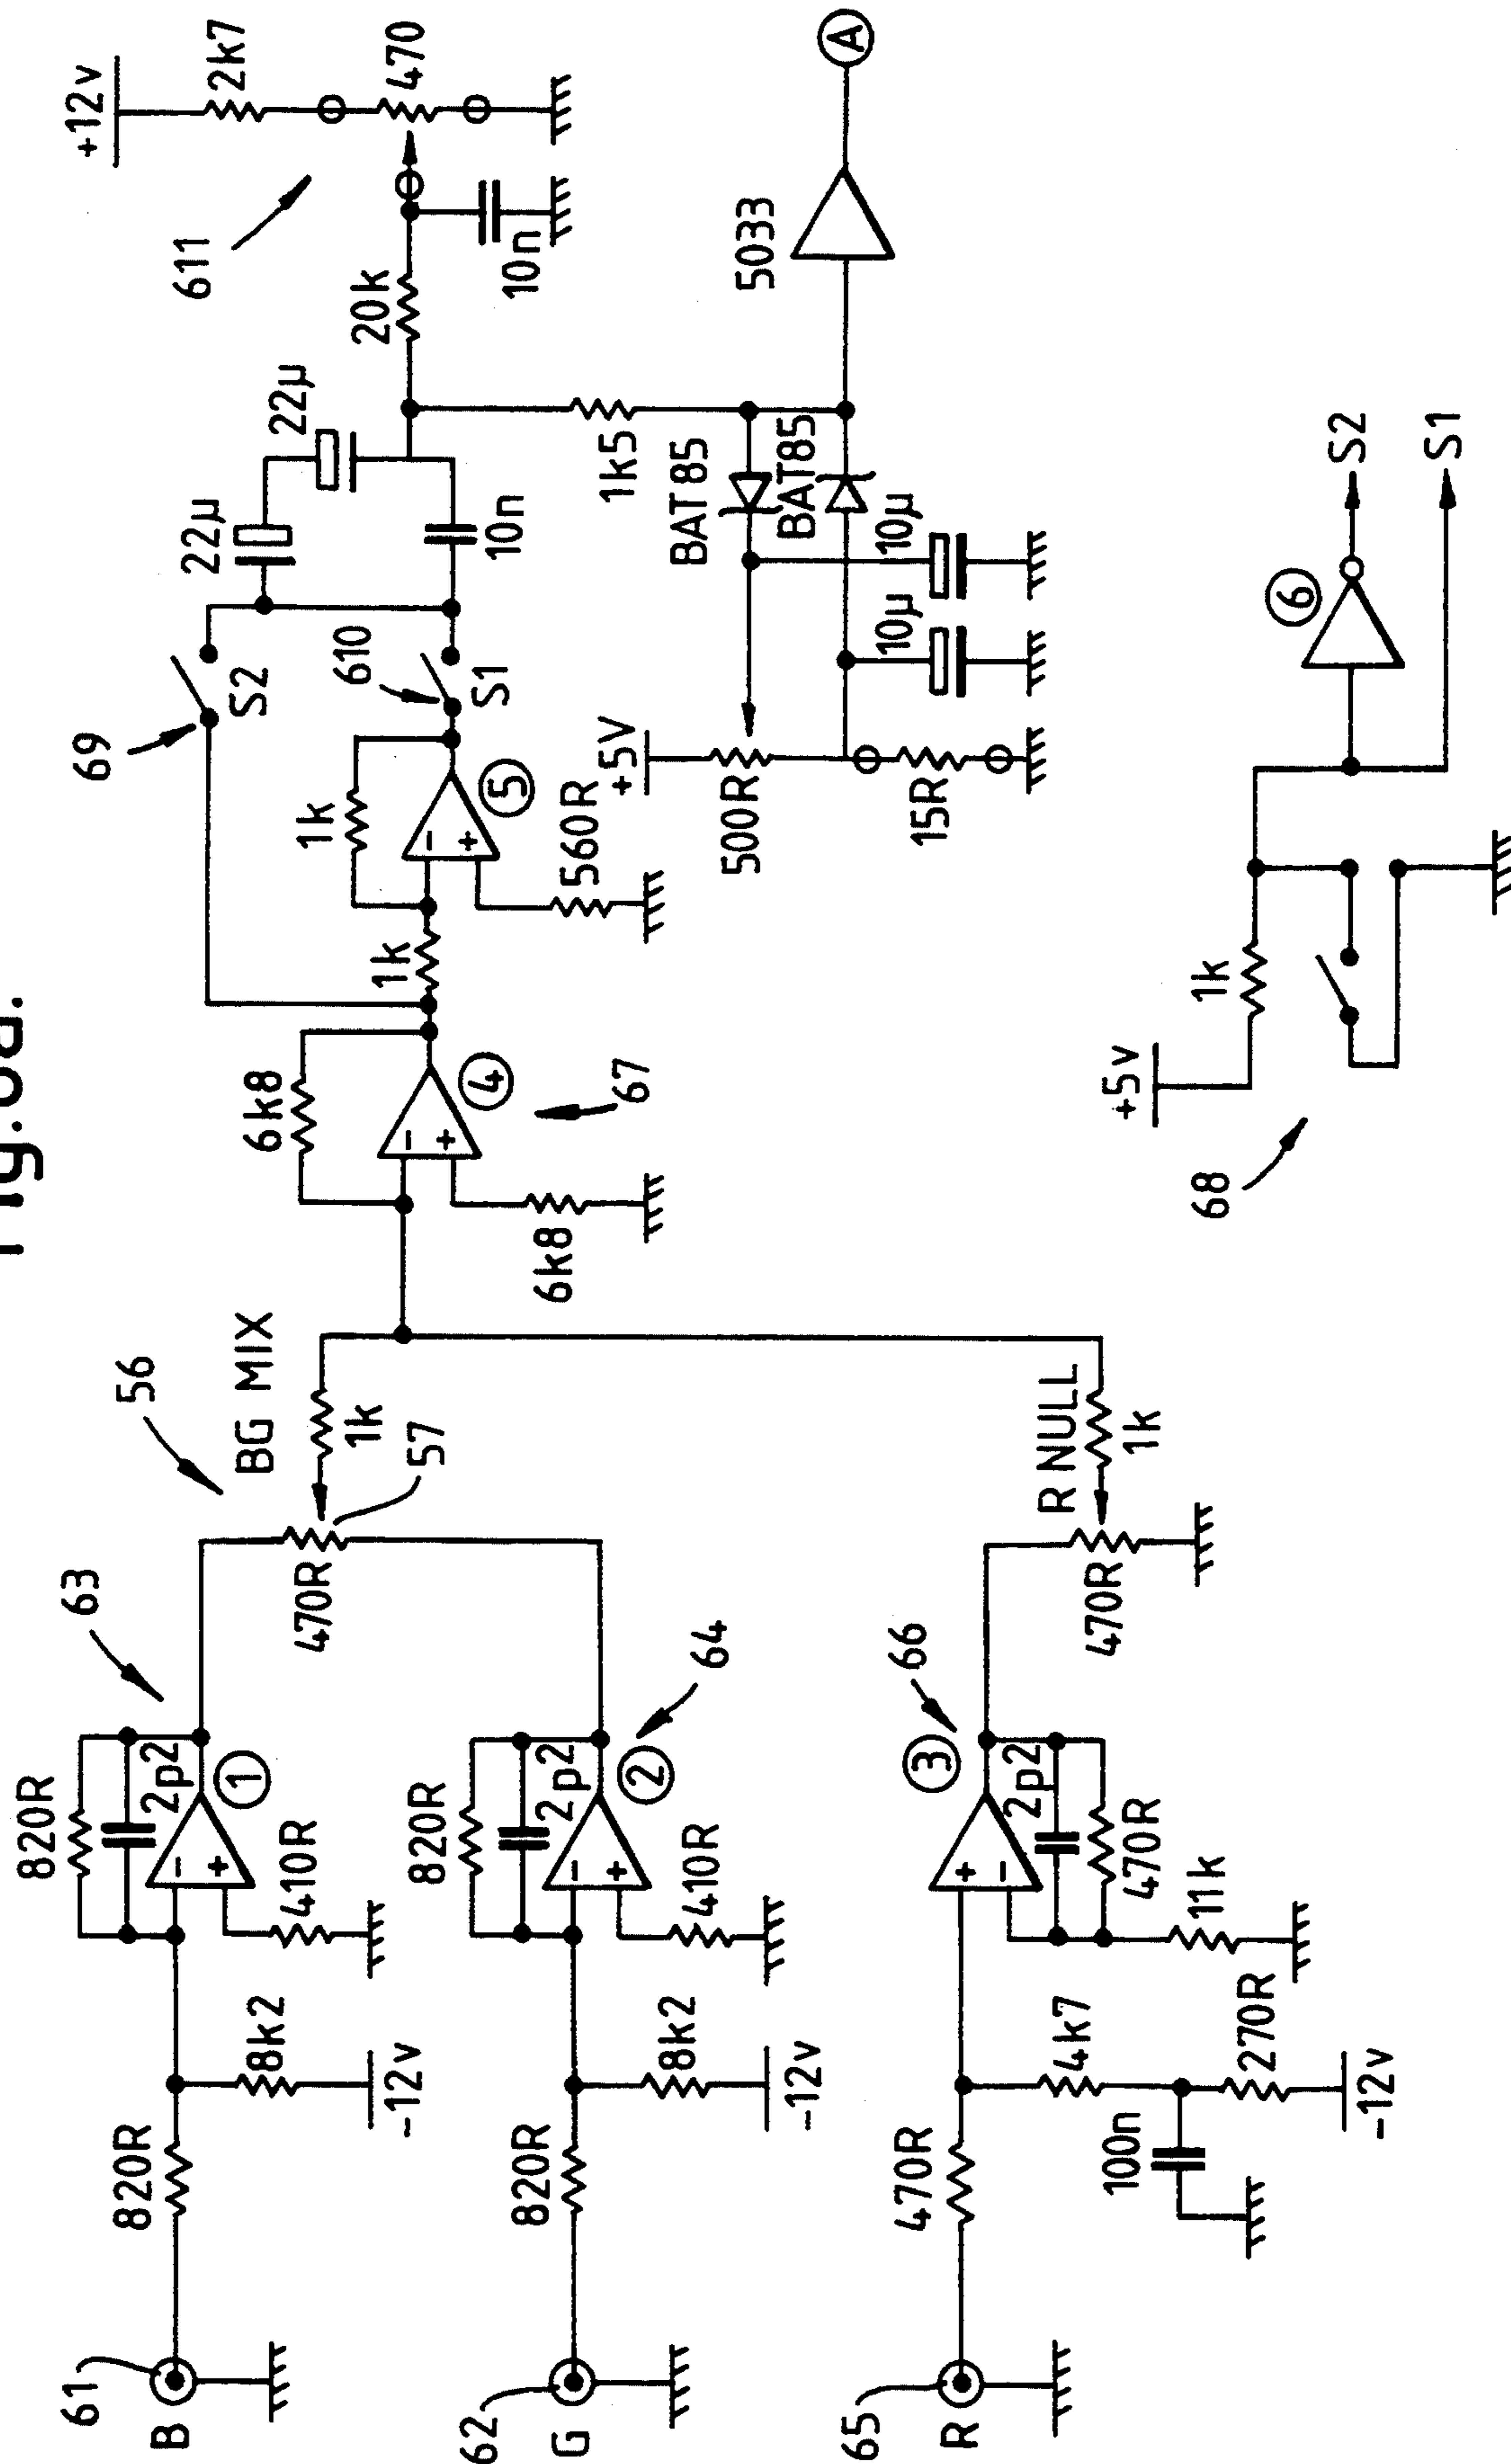 Fig.6a.
61
B
820R
8k2
-12v
820R
2p2
1
410R
63
62
G
820R
8k2
-12v
820R
2p2
2
410R
64
65
R
470R
4k7
100n
270R
-12v
3
2p2
470R
11k
66
56
BG MIX
470R
1k
57
R NULL
470R
1k
6k8
4
6k8
67
1k
1k
5
560R
69
S2
610
S1
22µ
22µ
10n
20k
611
+12v
2k7
470
10n
1k5
BAT85
BAT85
10µ
10µ
+5V
500R
15R
5033
A
68
+5v
1k
6
S2
S1